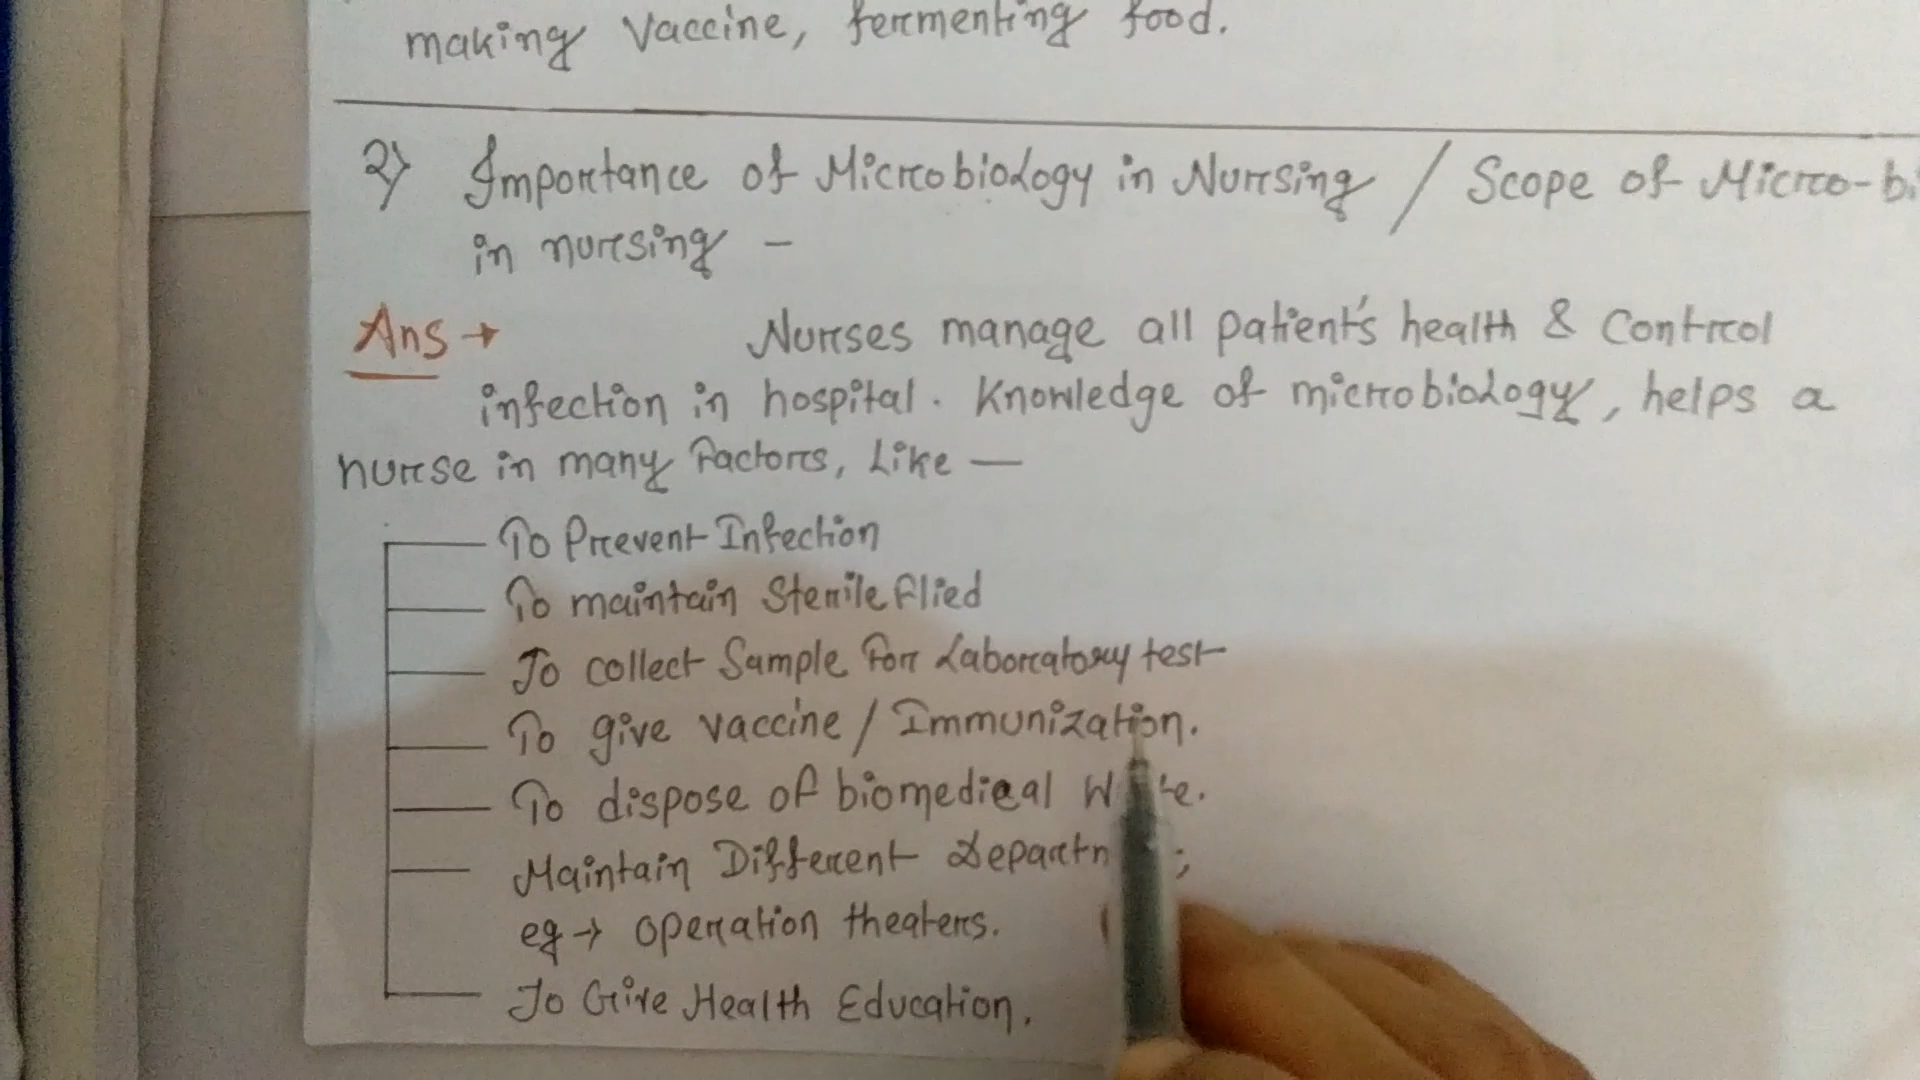 making Vaccine, fermenting food.
2) Importance of Microbiology in Nursing / Scope of Micro-bi
in nursing –
Ans → Nurses manage all patient's health & Control
infection in hospital. Knowledge of microbiology, helps a
nurse in many Factors, Like —
To Prevent Infection
To maintain Sterile flied
To collect Sample For Laboratory test
To give vaccine / Immunization.
To dispose of biomedical
Maintain Different Departm ;
eg → operation theaters.
To Give Health Education.